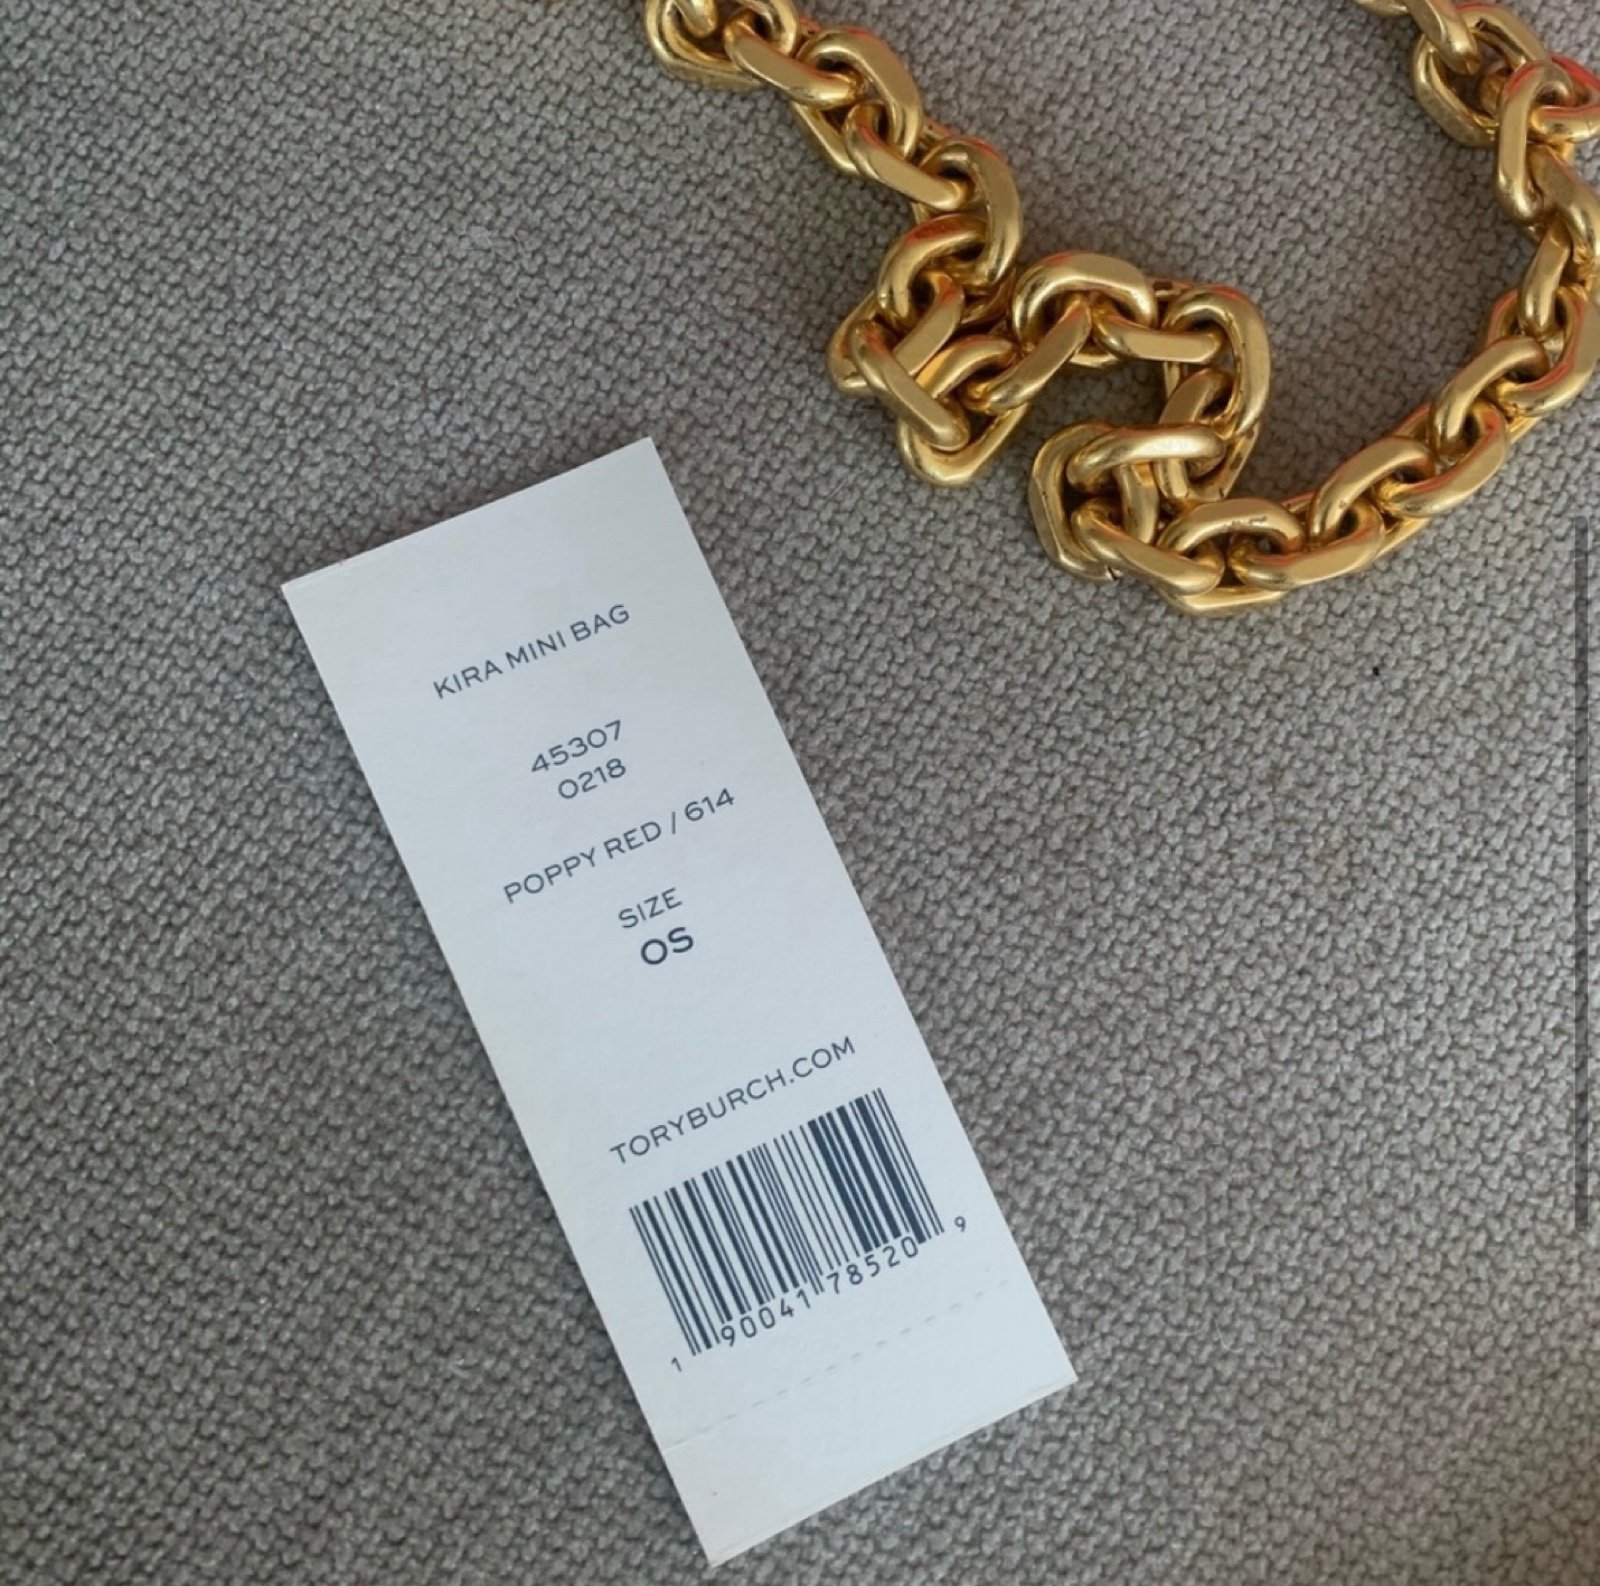 KIRA MINI BAG
45307
0218
POPPY RED / 614
SIZE
OS
TORYBURCH.COM
1 90041 78520 9